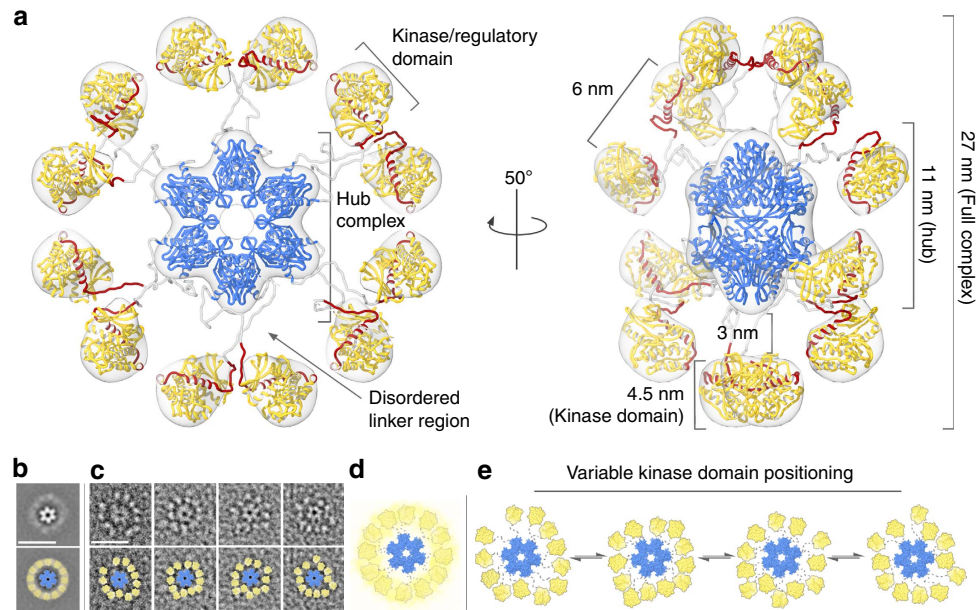 a
Kinase/regulatory
domain
Hub
complex
Disordered
linker region
50°
6 nm
11 nm (hub)
27 nm (Full complex)
3 nm
4.5 nm
(Kinase domain)
b
c
d
e
Variable kinase domain positioning